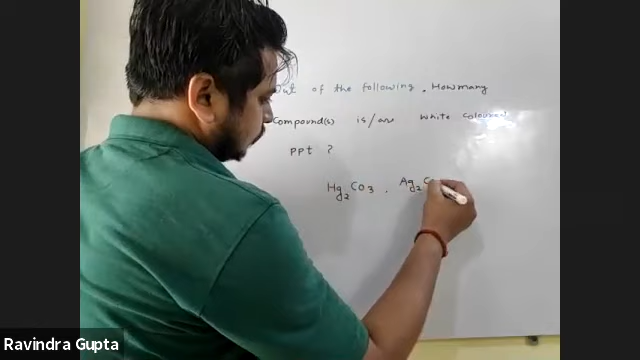 Out of the following, How many
Compound(s) is/are white coloured
ppt ?
Hg2CO3, Ag2C
Ravindra Gupta